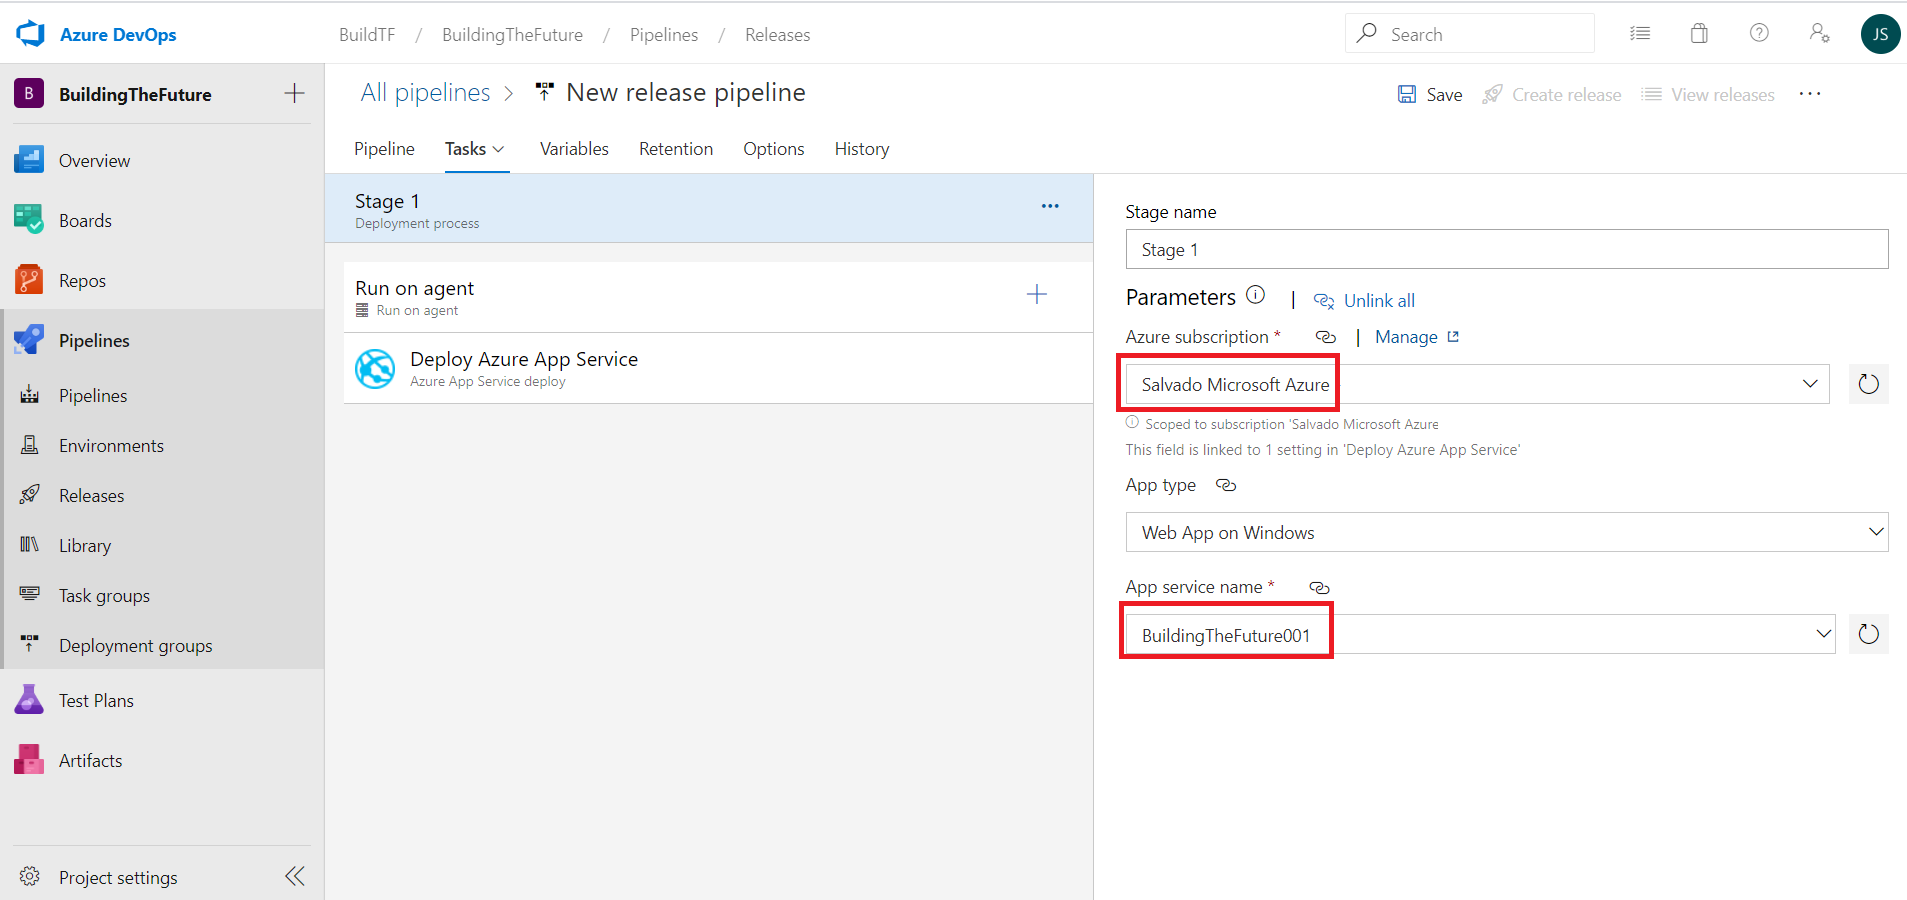 Azure DevOps
BuildTF / BuildingTheFuture / Pipelines / Releases
Search
JS
B BuildingTheFuture
Overview
Boards
Repos
Pipelines
Pipelines
Environments
Releases
Library
Task groups
Deployment groups
Test Plans
Artifacts
Project settings
All pipelines > New release pipeline
Save Create release View releases ...
Pipeline Tasks Variables Retention Options History
Stage 1
Deployment process
...
Run on agent
Run on agent
Deploy Azure App Service
Azure App Service deploy
Stage name
Stage 1
Parameters | Unlink all
Azure subscription * | Manage
Salvado Microsoft Azure
Scoped to subscription 'Salvado Microsoft Azure
This field is linked to 1 setting in 'Deploy Azure App Service'
App type
Web App on Windows
App service name *
BuildingTheFuture001